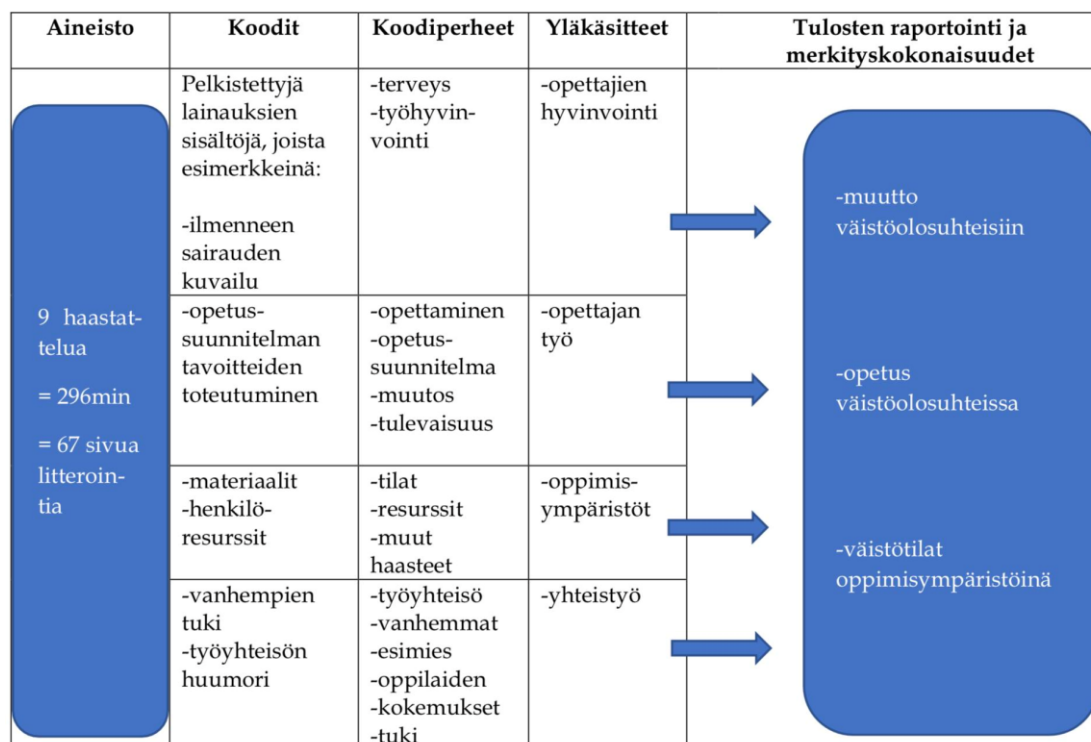 Aineisto
Koodit
Koodiperheet
Yläkäsitteet
Tulosten raportointi ja
merkityskokonaisuudet
9 haastat-
telua
= 296min
= 67 sivua
litteroin-
tia
Pelkistettyjä
lainauksien
sisältöjä, joista
esimerkkeinä:
-ilmenneen
sairauden
kuvailu
-terveys
-työhyvin-
vointi
-opettajien
hyvinvointi
-opetus-
suunnitelman
tavoitteiden
toteutuminen
-opettaminen
-opetus-
suunnitelma
-muutos
-tulevaisuus
-opettajan
työ
-materiaalit
-henkilö-
resurssit
-tilat
-resurssit
-muut
haasteet
-oppimis-
ympäristöt
-vanhempien
tuki
-työyhteisön
huumori
-työyhteisö
-vanhemmat
-esimies
-oppilaiden
-kokemukset
-tuki
-yhteistyö
-muutto
väistöolosuhteisiin
-opetus
väistöolosuhteissa
-väistötilat
oppimisympäristöinä